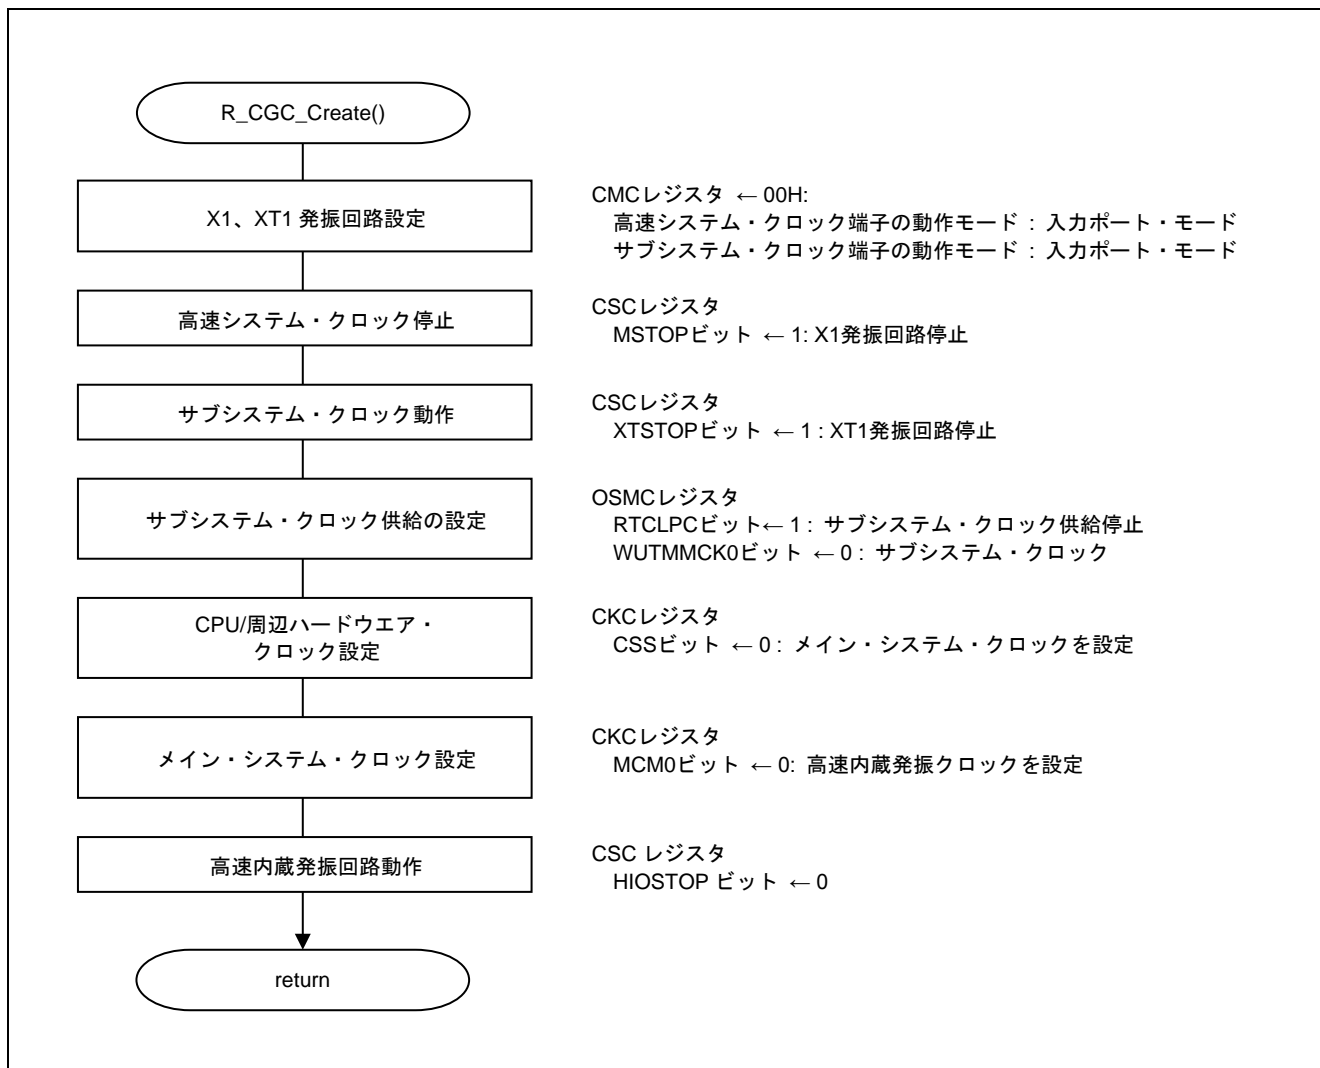 R_CGC_Create()
X1、XT1 発振回路設定
CMCレジスタ ← 00H:
高速システム・クロック端子の動作モード : 入力ポート・モード
サブシステム・クロック端子の動作モード : 入力ポート・モード
高速システム・クロック停止
CSCレジスタ
MSTOPビット ← 1: X1発振回路停止
サブシステム・クロック動作
CSCレジスタ
XTSTOPビット ← 1 : XT1発振回路停止
サブシステム・クロック供給の設定
OSMCレジスタ
RTCLPCビット← 1 : サブシステム・クロック供給停止
WUTMMCK0ビット ← 0 : サブシステム・クロック
CPU/周辺ハードウエア・
クロック設定
CKCレジスタ
CSSビット ← 0 : メイン・システム・クロックを設定
メイン・システム・クロック設定
CKCレジスタ
MCM0ビット ← 0: 高速内蔵発振クロックを設定
高速内蔵発振回路動作
CSC レジスタ
HIOSTOP ビット ← 0
return